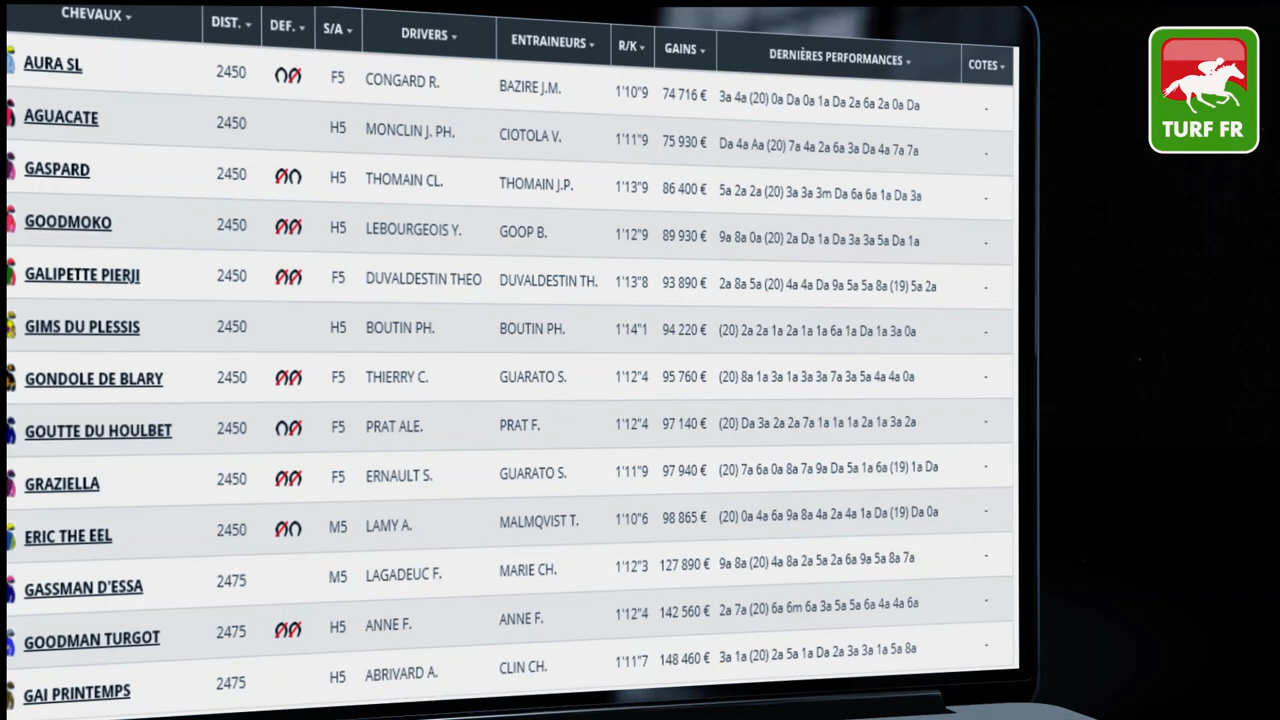 CHEVAUX DIST. DEF. S/A DRIVERS ENTRAINEURS R/K GAINS DERNIÈRES PERFORMANCES COTES
AURA SL 2450 F5 CONGARD R. BAZIRE J.M. 1'10"9 74 716 € 3a 4a (20) 0a Da 0a 1a Da 2a 6a 2a 0a Da -
AGUACATE 2450 H5 MONCLIN J. PH. CIOTOLA V. 1'11"9 75 930 € Da 4a Aa (20) 7a 4a 2a 6a 3a Da 4a 7a 7a -
GASPARD 2450 H5 THOMAIN CL. THOMAIN J.P. 1'13"9 86 400 € 5a 2a 2a (20) 3a 3a 3m Da 6a 6a 1a Da 3a -
GOODMOKO 2450 H5 LEBOURGEOIS Y. GOOP B. 1'12"9 89 930 € 9a 8a 0a (20) 2a Da 1a Da 3a 3a 5a Da 1a -
GALIPETTE PIERJI 2450 F5 DUVALDESTIN THEO DUVALDESTIN TH. 1'13"8 93 890 € 2a 8a 5a (20) 4a 4a Da 9a 5a 5a 8a (19) 5a 2a -
GIMS DU PLESSIS 2450 H5 BOUTIN PH. BOUTIN PH. 1'14"1 94 220 € (20) 2a 2a 1a 2a 1a 1a 6a 1a Da 1a 3a 0a -
GONDOLE DE BLARY 2450 F5 THIERRY C. GUARATO S. 1'12"4 95 760 € (20) 8a 1a 3a 1a 3a 3a 7a 3a 5a 4a 4a 0a -
GOUTTE DU HOULBET 2450 F5 PRAT ALE. PRAT F. 1'12"4 97 140 € (20) Da 3a 2a 2a 7a 1a 1a 1a 2a 1a 3a 2a -
GRAZIELLA 2450 F5 ERNAULT S. GUARATO S. 1'11"9 97 940 € (20) 7a 6a 0a 8a 7a 9a Da 5a 1a 6a (19) 1a Da -
ERIC THE EEL 2450 M5 LAMY A. MALMQVIST T. 1'10"6 98 865 € (20) 0a 4a 6a 9a 8a 4a 2a 4a 1a Da (19) Da 0a -
GASSMAN D'ESSA 2475 M5 LAGADEUC F. MARIE CH. 1'12"3 127 890 € 9a 8a (20) 4a 8a 2a 5a 2a 6a 9a 5a 8a 7a -
GOODMAN TURGOT 2475 H5 ANNE F. ANNE F. 1'12"4 142 560 € 2a 7a (20) 6a 6m 6a 3a 5a 5a 6a 4a 4a 6a -
GAI PRINTEMPS 2475 H5 ABRIVARD A. CLIN CH. 1'11"7 148 460 € 3a 1a (20) 2a 5a 1a Da 2a 3a 3a 1a 5a 8a -
TURF FR